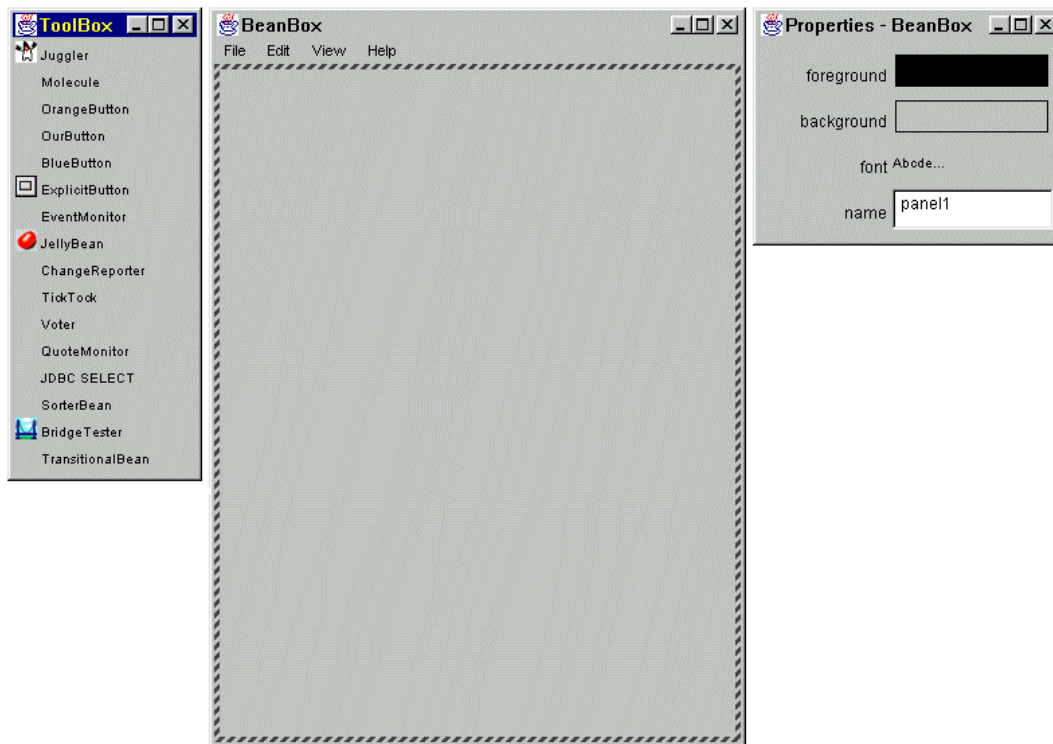 ToolBox
Juggler
Molecule
OrangeButton
OurButton
BlueButton
ExplicitButton
EventMonitor
JellyBean
ChangeReporter
TickTock
Voter
QuoteMonitor
JDBC SELECT
SorterBean
BridgeTester
TransitionalBean
BeanBox
File Edit View Help
Properties - BeanBox
foreground
background
font Abcde...
name panel1